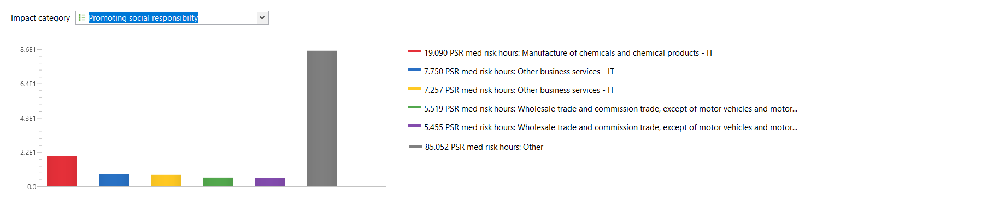 Impact category Promoting social responsibilty
8.6E1
6.4E1
4.3E1
2.2E1
0.0
19.090 PSR med risk hours: Manufacture of chemicals and chemical products - IT
7.750 PSR med risk hours: Other business services - IT
7.257 PSR med risk hours: Other business services - IT
5.519 PSR med risk hours: Wholesale trade and commission trade, except of motor vehicles and motor...
5.455 PSR med risk hours: Wholesale trade and commission trade, except of motor vehicles and motor...
85.052 PSR med risk hours: Other